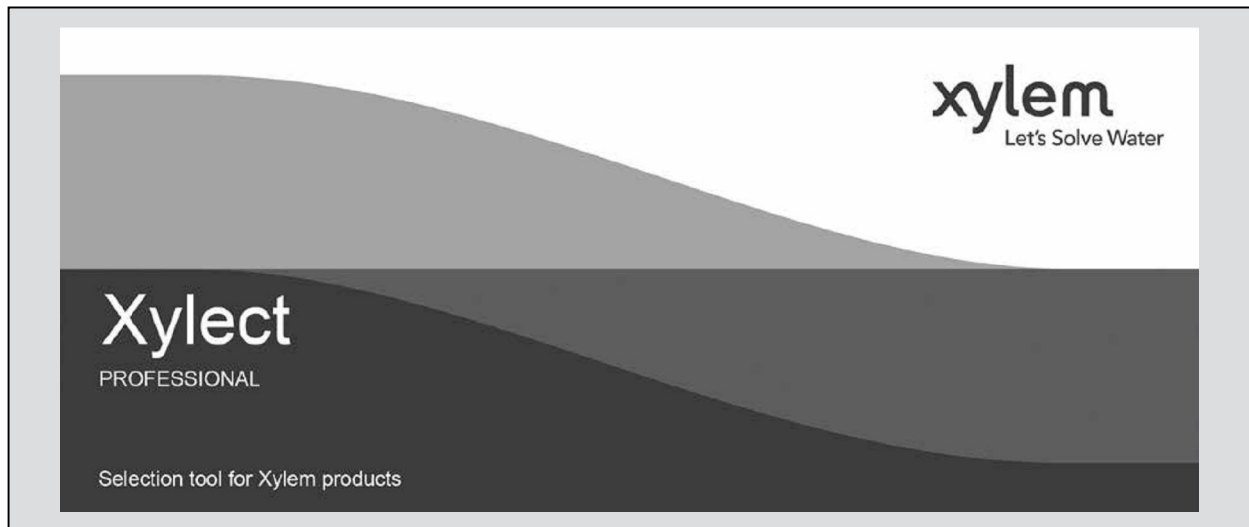 xylem
Let's Solve Water
Xylect
PROFESSIONAL
Selection tool for Xylem products